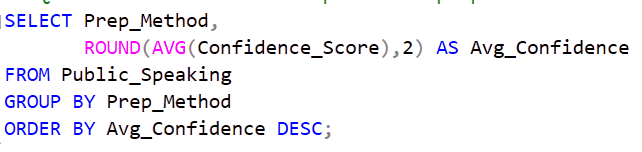 SELECT Prep_Method,
ROUND(AVG(Confidence_Score),2) AS Avg_Confidence
FROM Public_Speaking
GROUP BY Prep_Method
ORDER BY Avg_Confidence DESC;